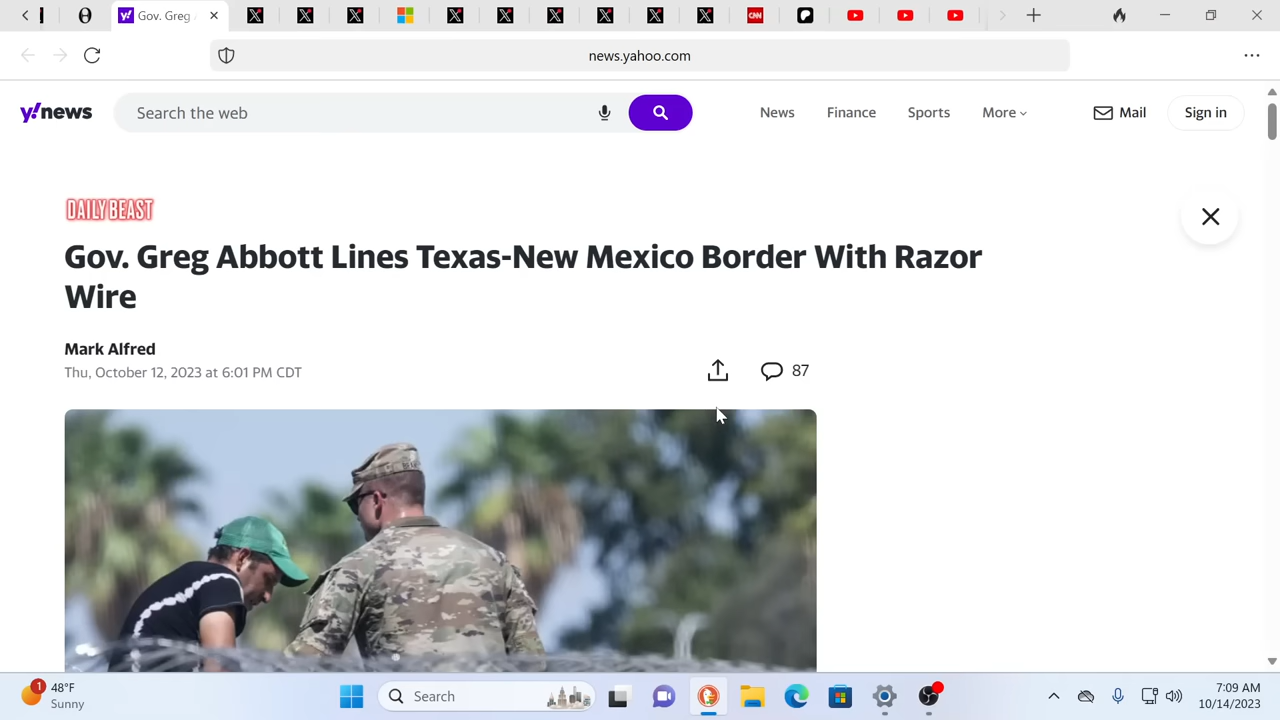 Gov. Greg
CNN
news.yahoo.com
y!news
Search the web
News
Finance
Sports
More
Mail
Sign in
DAILY BEAST
Gov. Greg Abbott Lines Texas-New Mexico Border With Razor
Wire
Mark Alfred
Thu, October 12, 2023 at 6:01 PM CDT
87
1
48°F
Sunny
Search
7:09 AM
10/14/2023